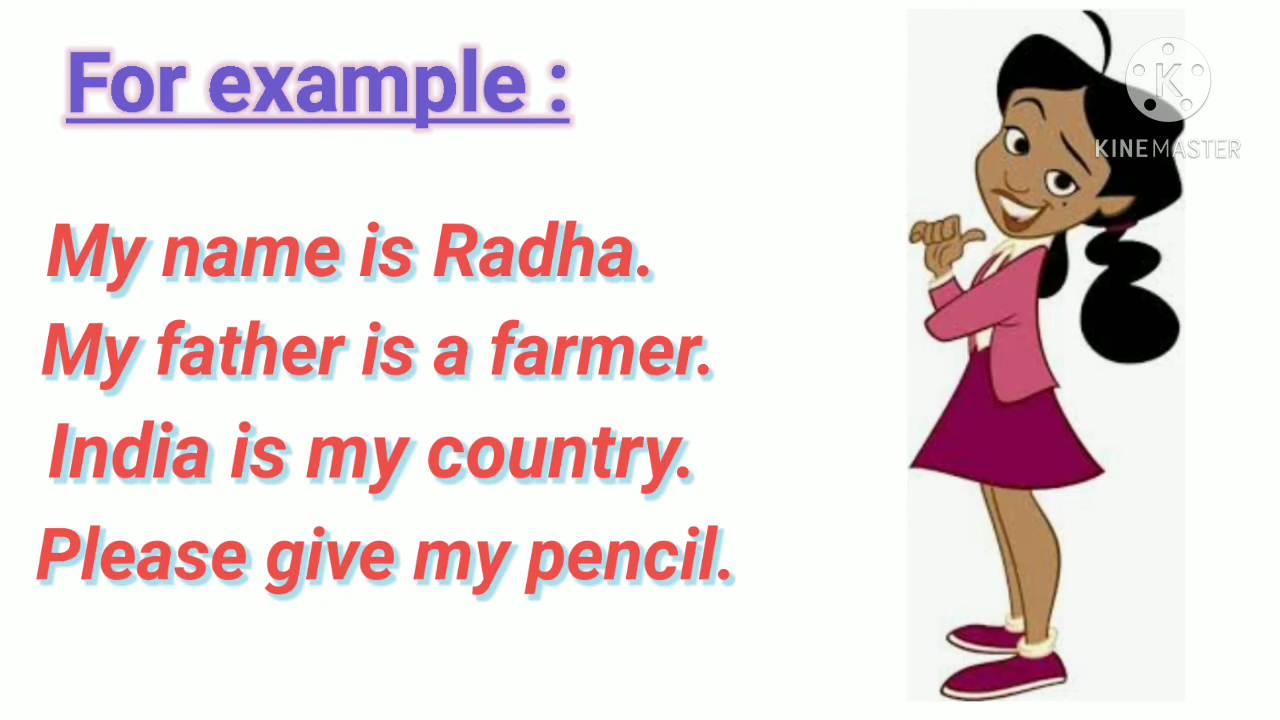 For example :
KINEMASTER
My name is Radha.
My father is a farmer.
India is my country.
Please give my pencil.